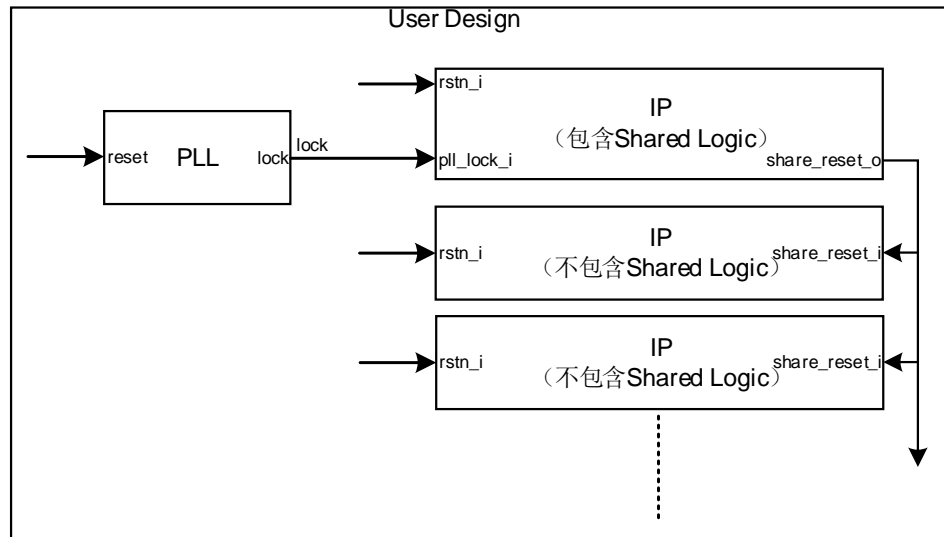 User Design
reset
PLL
lock
lock
rstn_i
IP
（包含Shared Logic）
pll_lock_i
share_reset_o
rstn_i
IP
（不包含Shared Logic）
share_reset_i
rstn_i
IP
（不包含Shared Logic）
share_reset_i